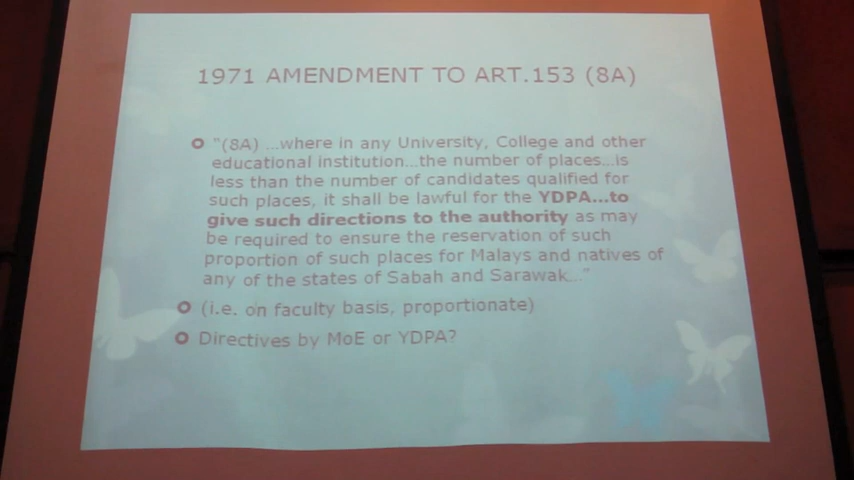 1971 AMENDMENT TO ART.153 (8A)
"(8A) ...where in any University, College and other
educational institution...the number of places...is
less than the number of candidates qualified for
such places, it shall be lawful for the YDPA...to
give such directions to the authority as may
be required to ensure the reservation of such
proportion of such places for Malays and natives of
any of the states of Sabah and Sarawak..."
(i.e. on faculty basis, proportionate)
Directives by MoE or YDPA?